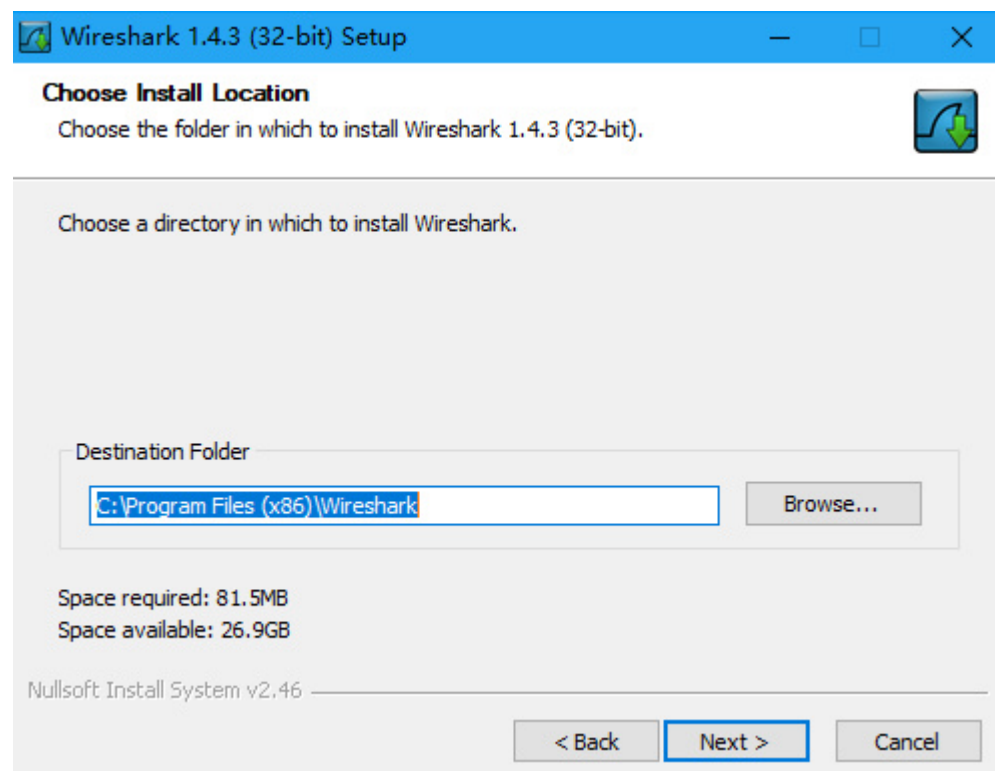 Wireshark 1.4.3 (32-bit) Setup
Choose Install Location
Choose the folder in which to install Wireshark 1.4.3 (32-bit).
Choose a directory in which to install Wireshark.
Destination Folder
C:\Program Files (x86)\Wireshark
Browse...
Space required: 81.5MB
Space available: 26.9GB
Nullsoft Install System v2.46
< Back
Next >
Cancel